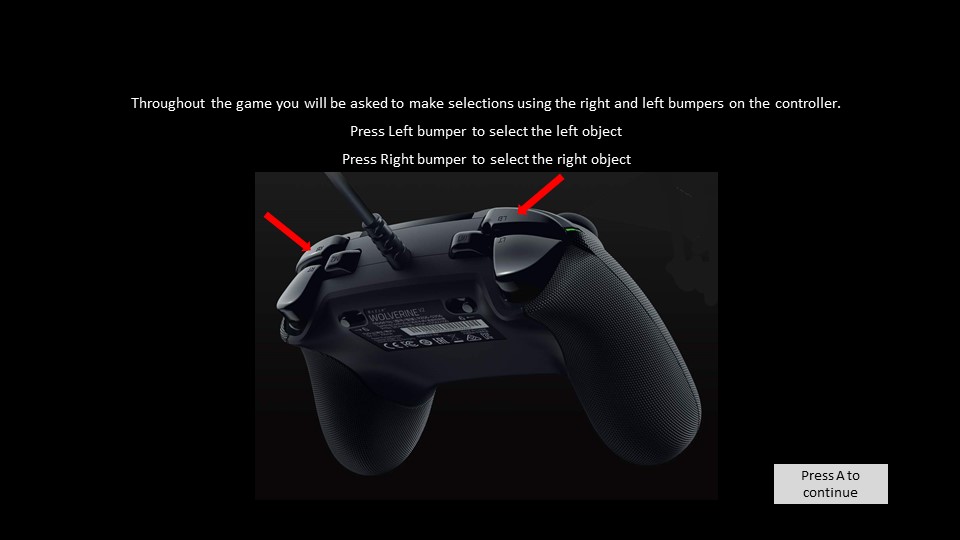 Throughout the game you will be asked to make selections using the right and left bumpers on the controller.
Press Left bumper to select the left object
Press Right bumper to select the right object
WOLVERINE V2
Press A to
continue